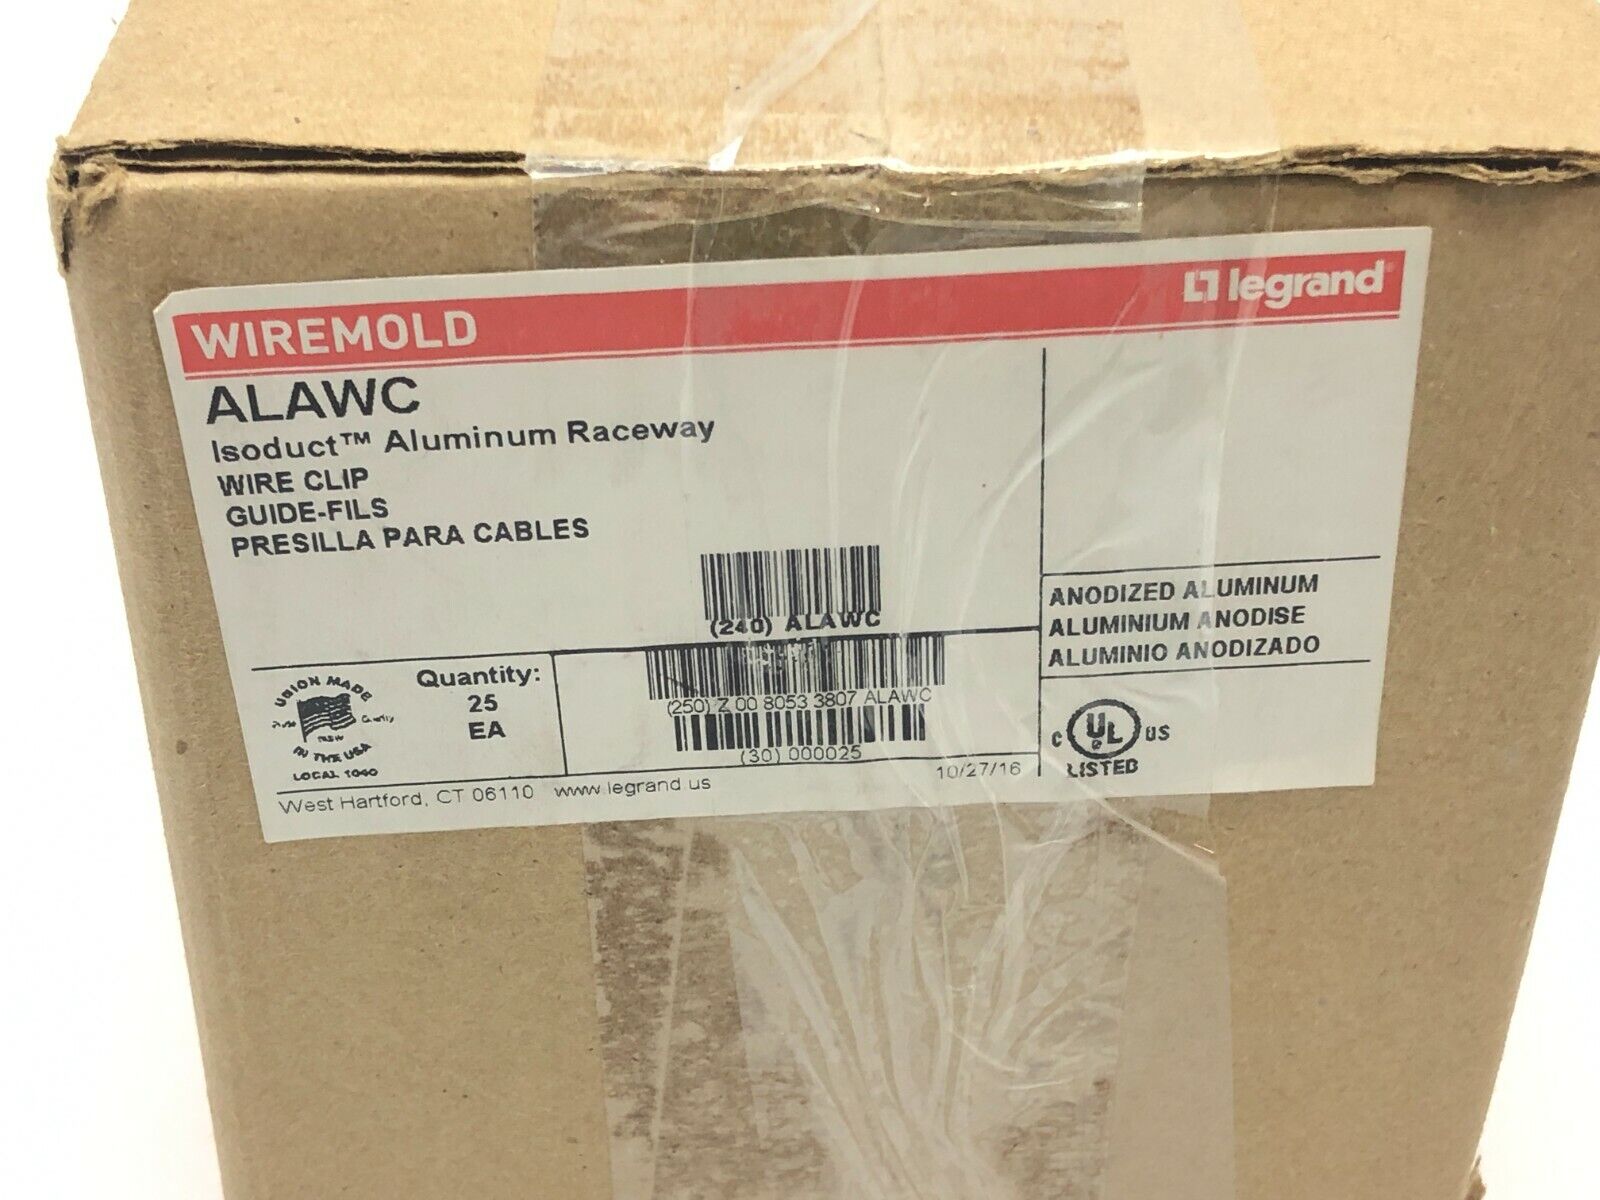 WIREMOLD
legrand
ALAWC
Isoduct™ Aluminum Raceway
WIRE CLIP
GUIDE-FILS
PRESILLA PARA CABLES
(240) ALAWC
ANODIZED ALUMINUM
ALUMINIUM ANODISE
ALUMINIO ANODIZADO
UNION MADE
IN THE USA
LOCAL 1040
Quantity:
25
EA
(250) Z 00 8053 3807 ALAWC
(30) 000025
C UL US
LISTED
West Hartford, CT 06110 www.legrand.us
10/27/16